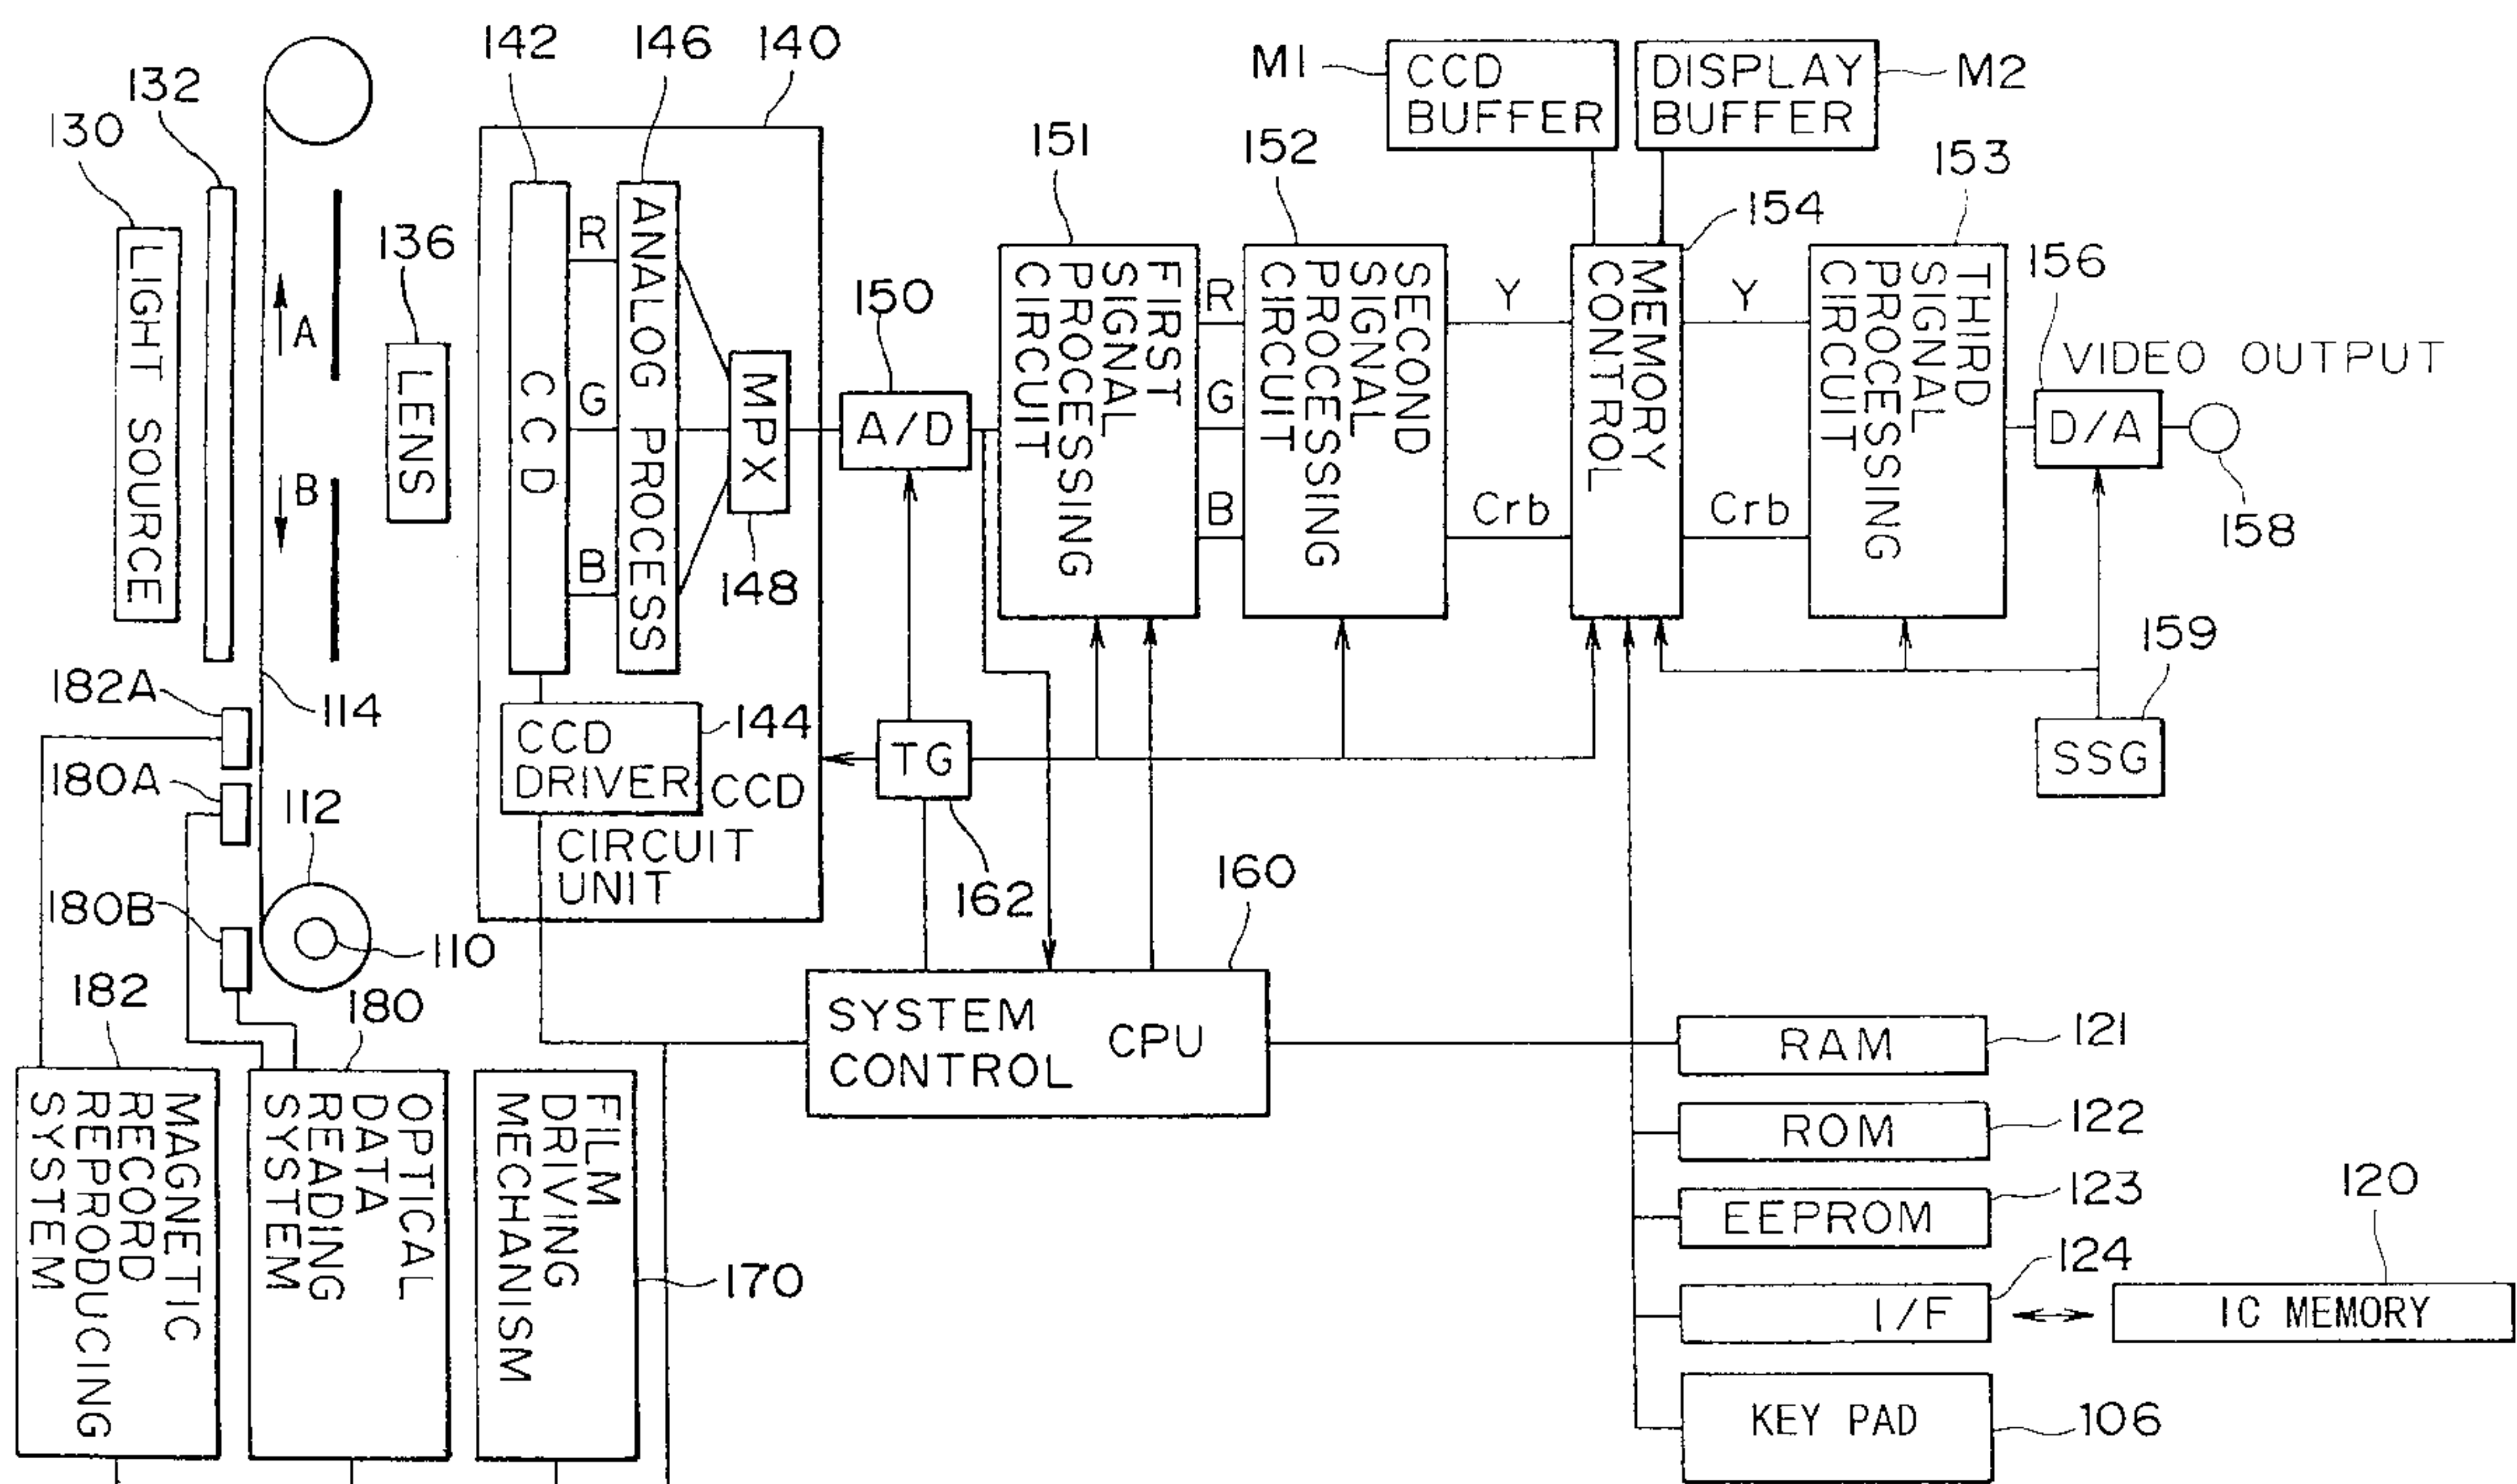 142
146
140
M1
CCD
BUFFER
DISPLAY
BUFFER
M2
132
130
151
152
153
154
136
150
156
LIGHT SOURCE
A
B
LENS
CCD
R
G
B
ANALOG PROCESS
MPX
148
A/D
FIRST
SIGNAL
PROCESSING
CIRCUIT
R
G
B
SECOND
SIGNAL
PROCESSING
CIRCUIT
Y
Crb
MEMORY
CONTROL
Y
Crb
THIRD
SIGNAL
PROCESSING
CIRCUIT
VIDEO OUTPUT
D/A
158
159
SSG
182A
114
180A
112
180B
110
CCD
DRIVER
144
CCD
CIRCUIT
UNIT
TG
162
160
182
180
SYSTEM
CONTROL
CPU
MAGNETIC
RECORD
REPRODUCING
SYSTEM
OPTICAL
DATA
READING
SYSTEM
FILM
DRIVING
MECHANISM
170
RAM
121
ROM
122
EEPROM
123
I/F
124
120
IC MEMORY
KEY PAD
106